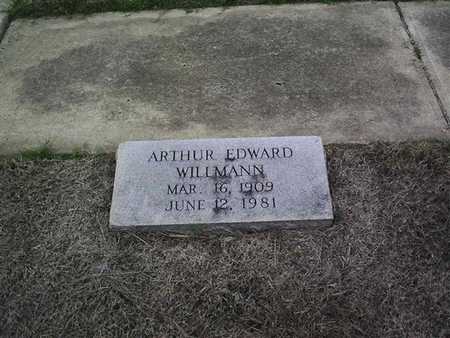 ARTHUR EDWARD
WILLMANN
MAR. 16, 1909
JUNE 12, 1981